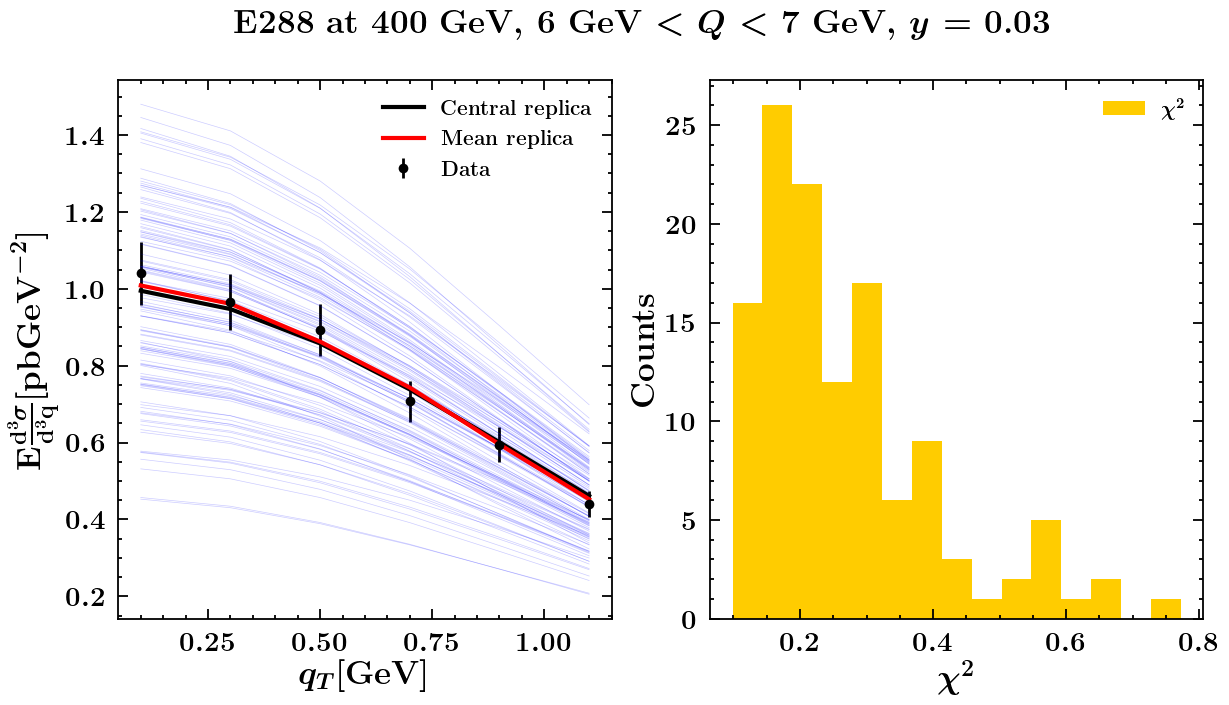 E288 at 400 GeV, 6 GeV < Q < 7 GeV, y = 0.03
Central replica
Mean replica
Data
1.4
1.2
1.0
0.8
0.6
0.4
0.2
E d³σ/d³q [pbGeV⁻²]
0.25 0.50 0.75 1.00
q_T[GeV]
χ²
25
20
15
10
5
0
Counts
0.2 0.4 0.6 0.8
χ²